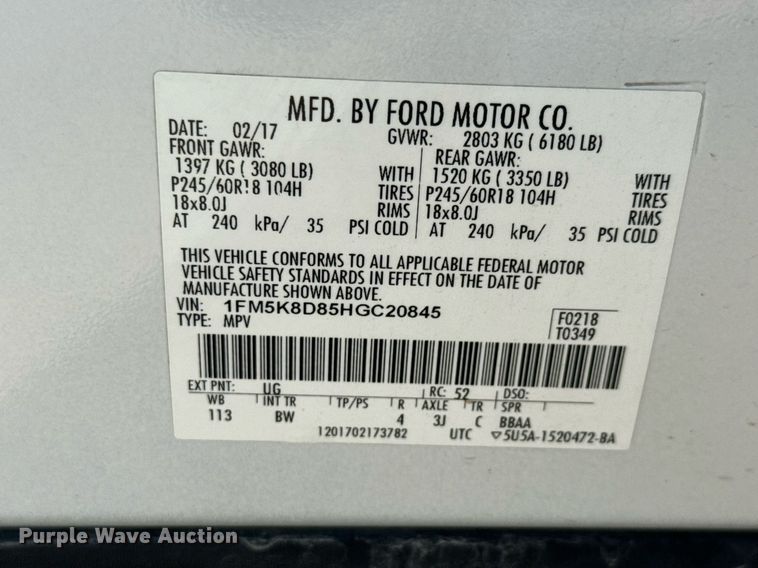 MFD. BY FORD MOTOR CO.
DATE: 02/17 GVWR: 2803 KG ( 6180 LB)
FRONT GAWR: REAR GAWR:
1397 KG ( 3080 LB) WITH 1520 KG ( 3350 LB) WITH
P245/60R18 104H TIRES P245/60R18 104H TIRES
18x8.0J RIMS 18x8.0J RIMS
AT 240 kPa/ 35 PSI COLD AT 240 kPa/ 35 PSI COLD
THIS VEHICLE CONFORMS TO ALL APPLICABLE FEDERAL MOTOR
VEHICLE SAFETY STANDARDS IN EFFECT ON THE DATE OF
MANUFACTURE SHOWN ABOVE.
VIN: 1FM5K8D85HGC20845 F0218
TYPE: MPV T0349
EXT PNT: UG RC: 52 DSO:
WB INT TR TP/PS R AXLE TR SPR
113 BW 4 3J C BBAA
1201702173782 UTC ▽5U5A-1520472-BA
Purple Wave Auction